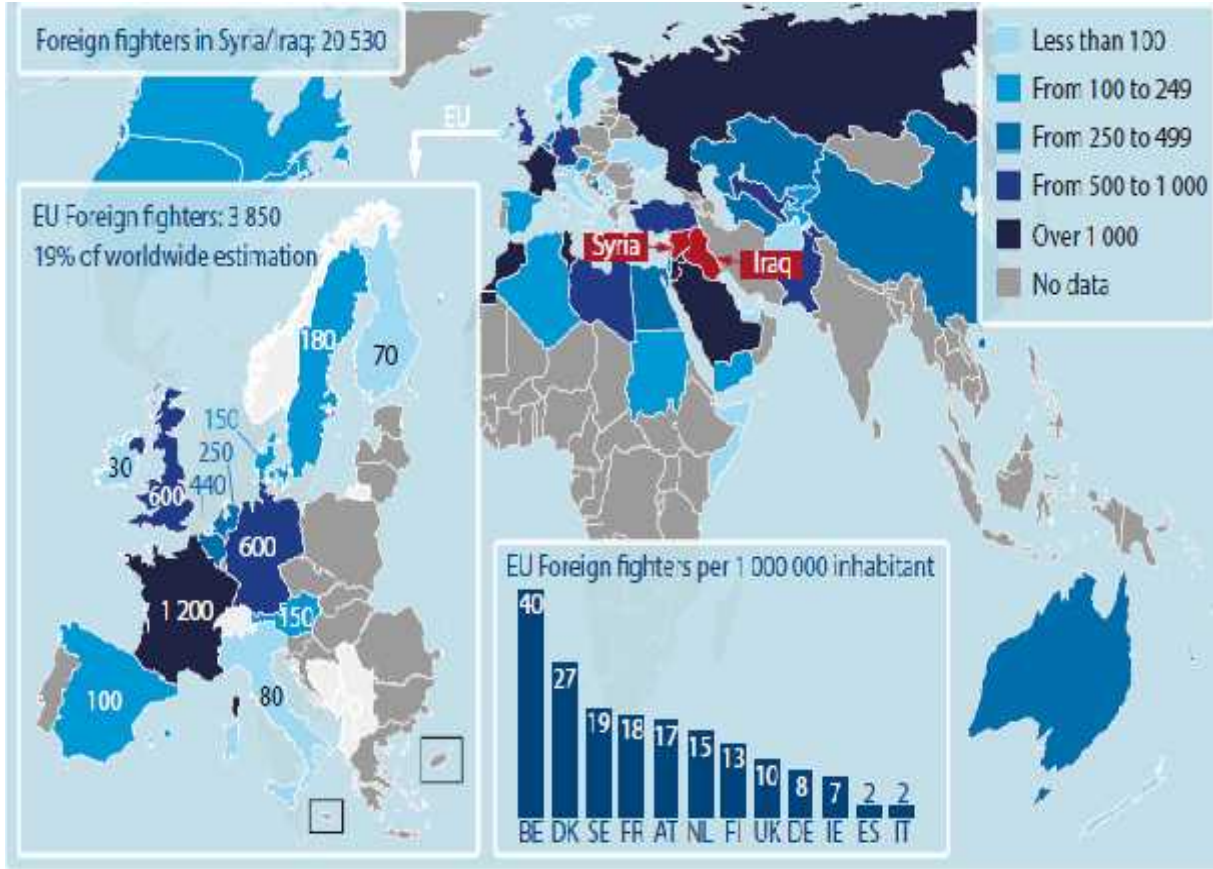 Foreign fighters in Syria/Iraq: 20 530
Less than 100
From 100 to 249
From 250 to 499
From 500 to 1 000
Over 1 000
No data
EU
Syria
Iraq
EU Foreign fighters: 3 850
19% of worldwide estimation
180
70
150
250
440
30
600
600
1 200
150
100
80
EU Foreign fighters per 1 000 000 inhabitant
40
27
19
18
17
15
13
10
8
7
2
2
BE DK SE FR AT NL FI UK DE IE ES IT